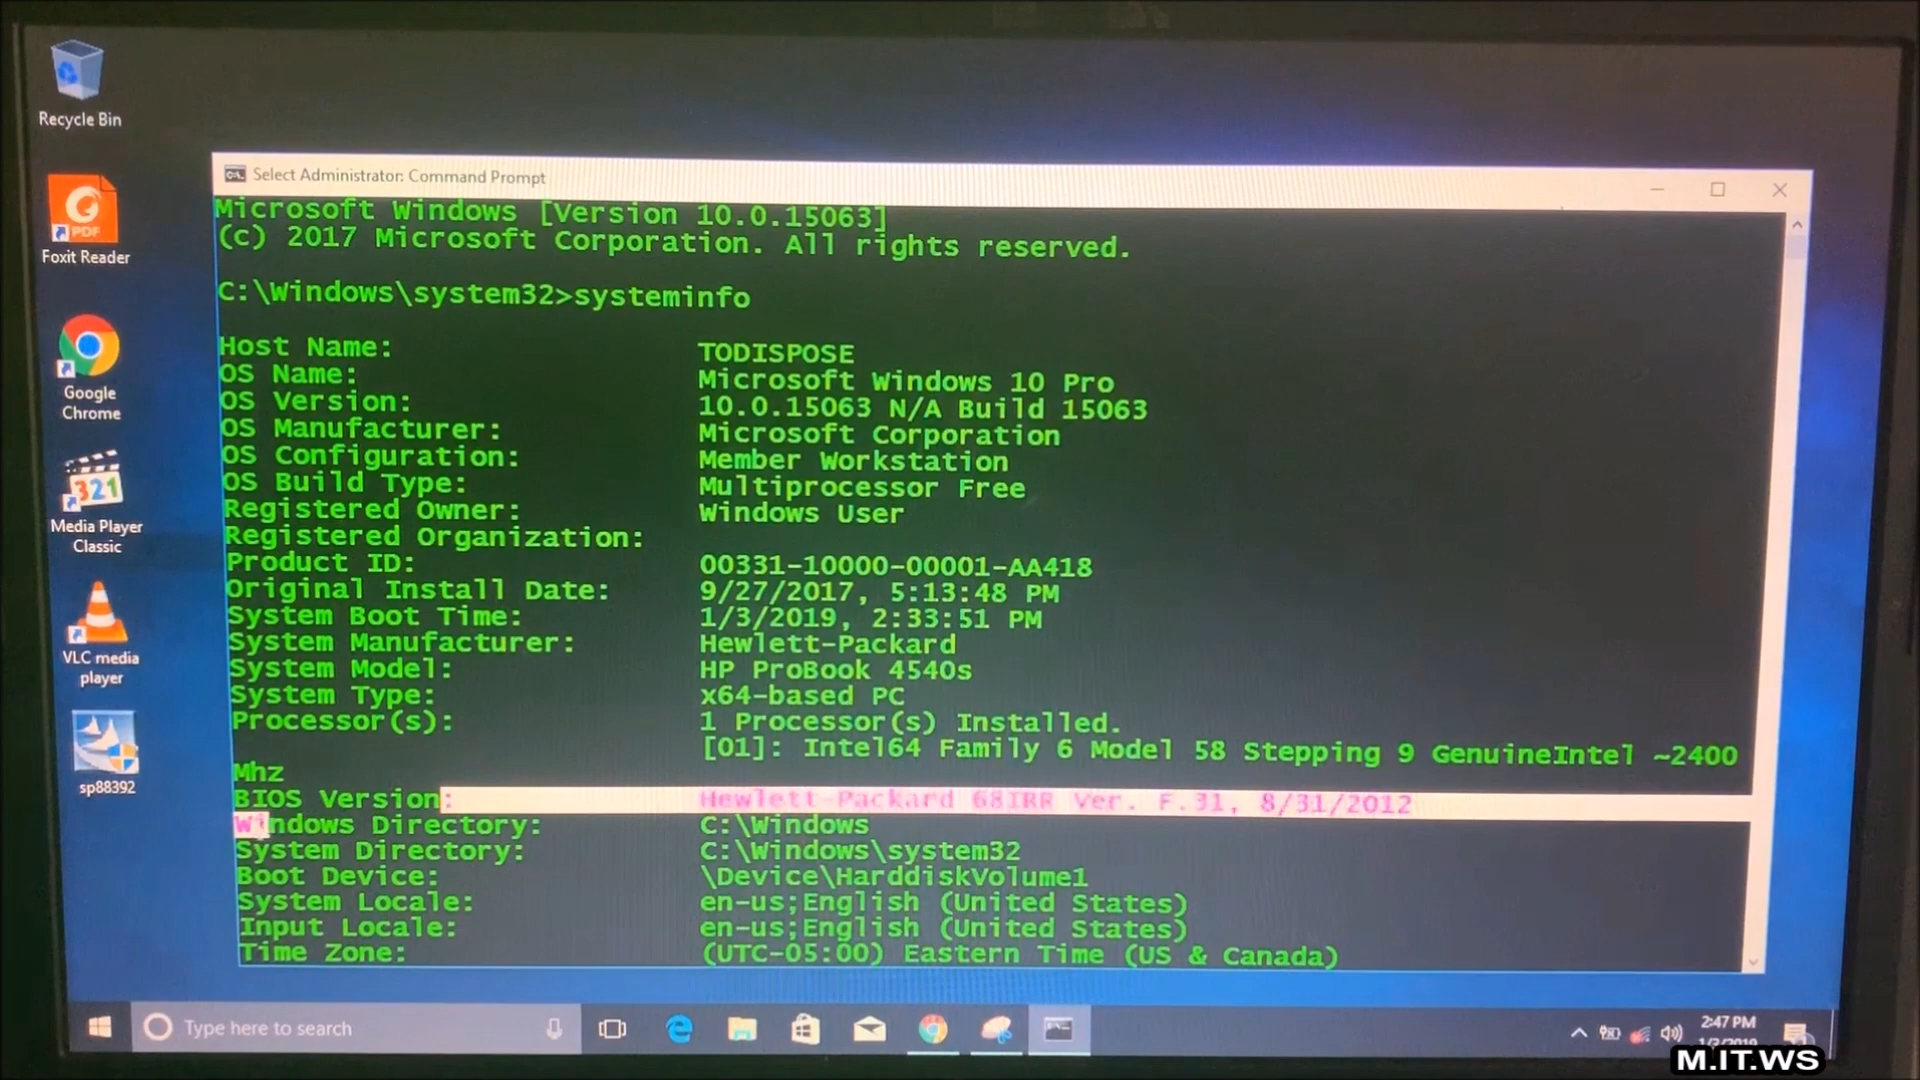 Recycle Bin
Foxit Reader
Google
Chrome
Media Player
Classic
VLC media
player
sp88392
Select Administrator: Command Prompt
Microsoft Windows [Version 10.0.15063]
(c) 2017 Microsoft Corporation. All rights reserved.
C:\Windows\system32>systeminfo
Host Name: TODISPOSE
OS Name: Microsoft Windows 10 Pro
OS Version: 10.0.15063 N/A Build 15063
OS Manufacturer: Microsoft Corporation
OS Configuration: Member Workstation
OS Build Type: Multiprocessor Free
Registered Owner: Windows User
Registered Organization:
Product ID: 00331-10000-00001-AA418
Original Install Date: 9/27/2017, 5:13:48 PM
System Boot Time: 1/3/2019, 2:33:51 PM
System Manufacturer: Hewlett-Packard
System Model: HP ProBook 4540s
System Type: x64-based PC
Processor(s): 1 Processor(s) Installed.
[01]: Intel64 Family 6 Model 58 Stepping 9 GenuineIntel ~2400
Mhz
BIOS Version: Hewlett-Packard 68IRR Ver. F.31, 8/31/2012
Windows Directory: C:\Windows
System Directory: C:\Windows\system32
Boot Device: \Device\HarddiskVolume1
System Locale: en-us;English (United States)
Input Locale: en-us;English (United States)
Time Zone: (UTC-05:00) Eastern Time (US & Canada)
Type here to search
2:47 PM
1/3/2019
M.IT.WS